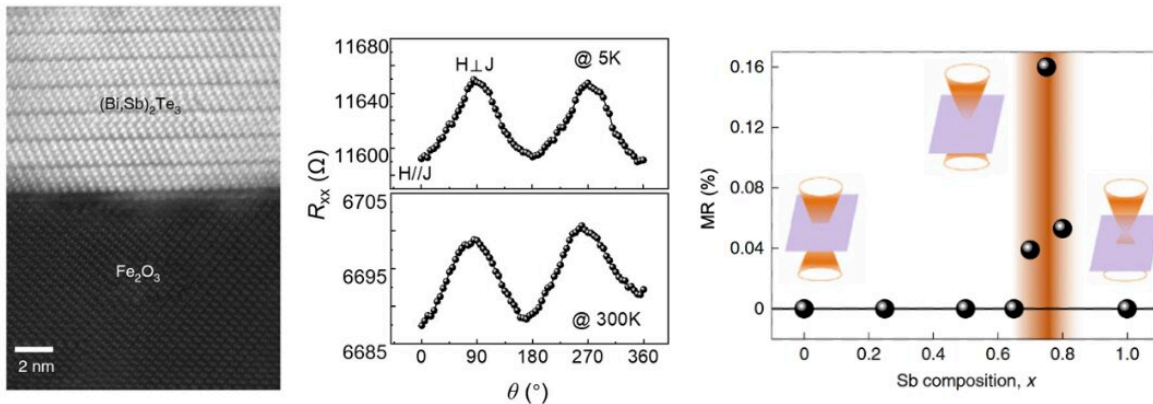 (Bi,Sb)₂Te₃
Fe₂O₃
2 nm
11680
11640
11600
H⊥J
@ 5K
H//J
Rxx (Ω)
6705
6695
6685
@ 300K
0 90 180 270 360
θ (°)
0.16
0.12
0.08
0.04
0
MR (%)
0 0.2 0.4 0.6 0.8 1.0
Sb composition, x